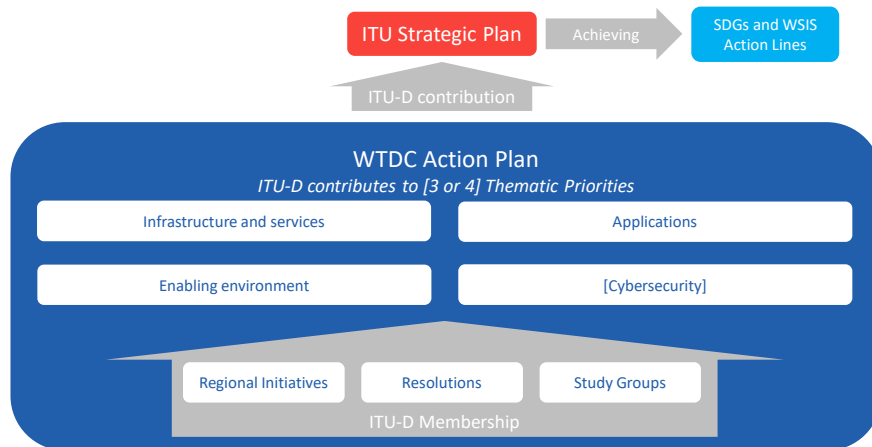 ITU Strategic Plan
Achieving
SDGs and WSIS
Action Lines
ITU-D contribution
WTDC Action Plan
ITU-D contributes to [3 or 4] Thematic Priorities
Infrastructure and services
Applications
Enabling environment
[Cybersecurity]
Regional Initiatives
Resolutions
Study Groups
ITU-D Membership